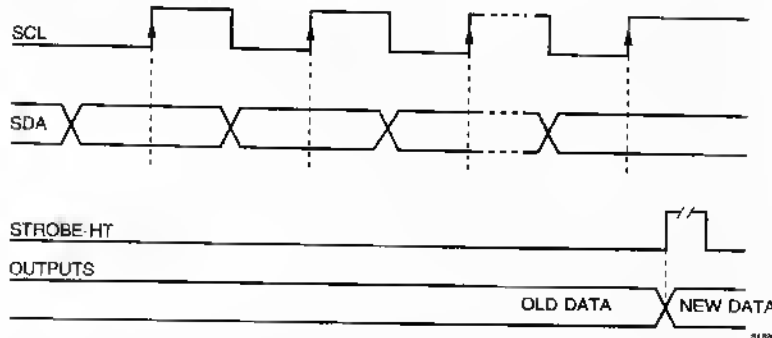 SCL
SDA
STROBE-HT
OUTPUTS
OLD DATA NEW DATA